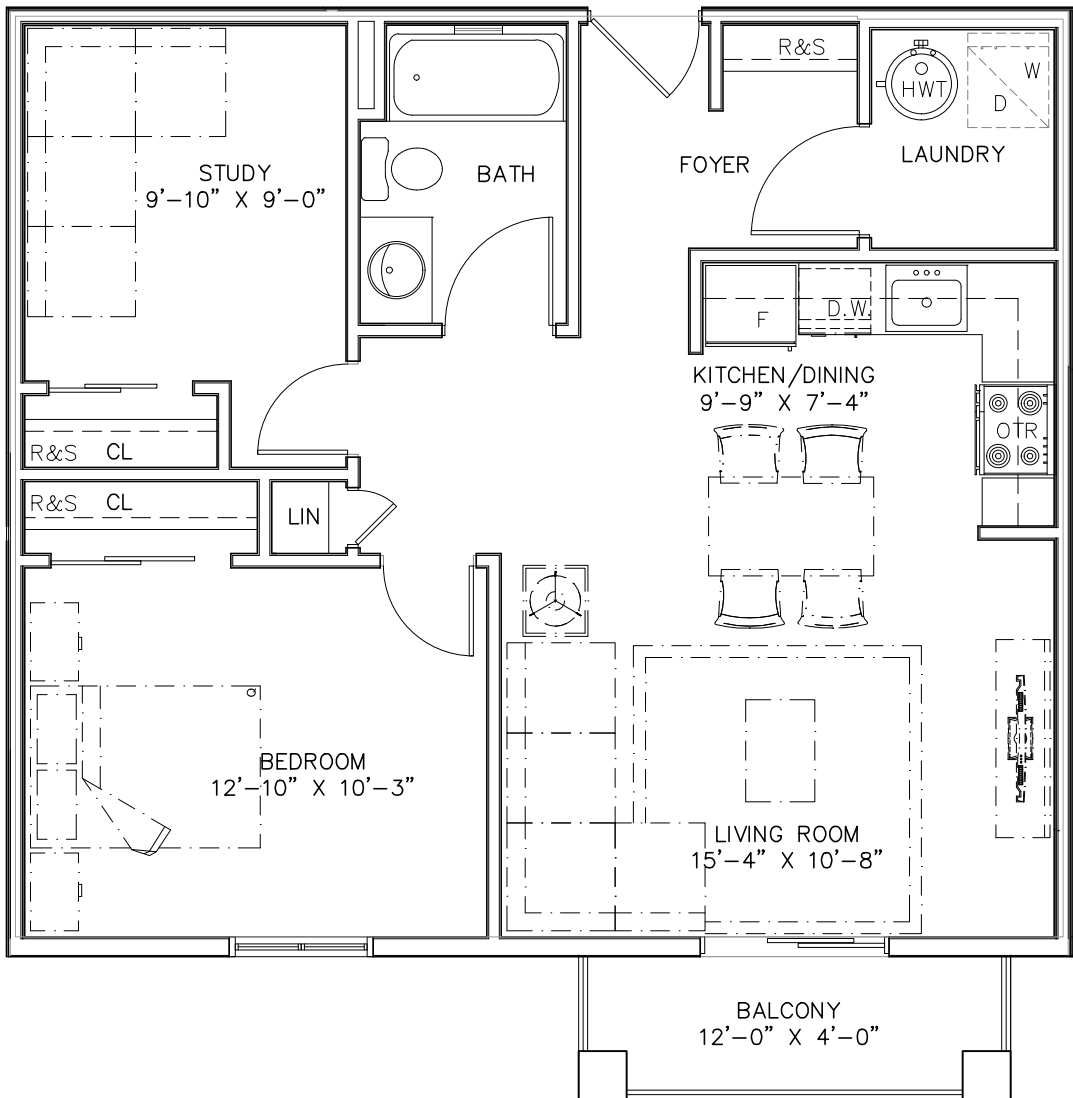 R&S
W
HWT
D
STUDY
9'-10" X 9'-0"
BATH
FOYER
LAUNDRY
F
D.W.
KITCHEN/DINING
9'-9" X 7'-4"
OTR
R&S CL
R&S CL
LIN
BEDROOM
12'-10" X 10'-3"
LIVING ROOM
15'-4" X 10'-8"
BALCONY
12'-0" X 4'-0"